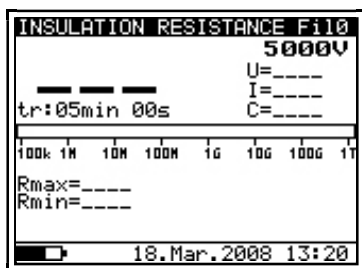 INSULATION RESISTANCE Fil0
5000V
U=____
I=____
tr:05min 00s C=____
100k 1M 10M 100M 1G 10G 100G 1T
Rmax=____
Rmin=____
18.Mar.2008 13:20